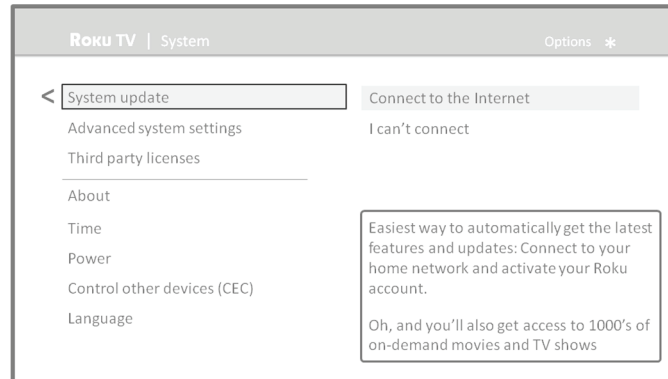 ROKU TV | System
Options *
< System update
Advanced system settings
Third party licenses
About
Time
Power
Control other devices (CEC)
Language
Connect to the Internet
I can't connect
Easiest way to automatically get the latest
features and updates: Connect to your
home network and activate your Roku
account.
Oh, and you'll also get access to 1000's of
on-demand movies and TV shows